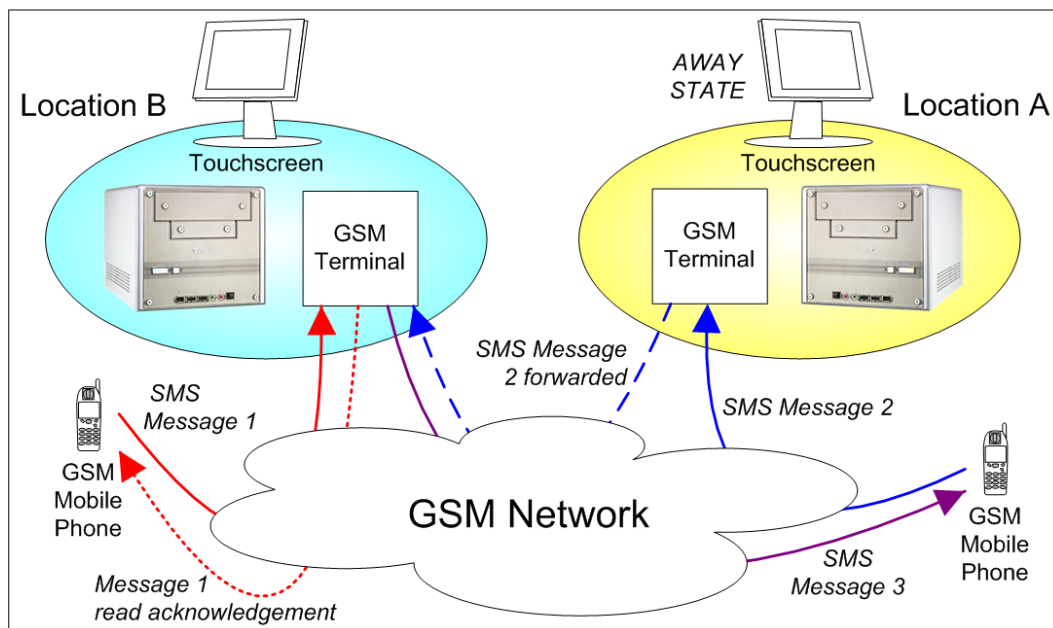 Location B
AWAY
STATE
Location A
Touchscreen
Touchscreen
GSM
Terminal
GSM
Terminal
SMS Message
2 forwarded
SMS
Message 1
SMS Message 2
GSM
Mobile
Phone
GSM Network
GSM
Mobile
Phone
SMS
Message 3
Message 1
read acknowledgement